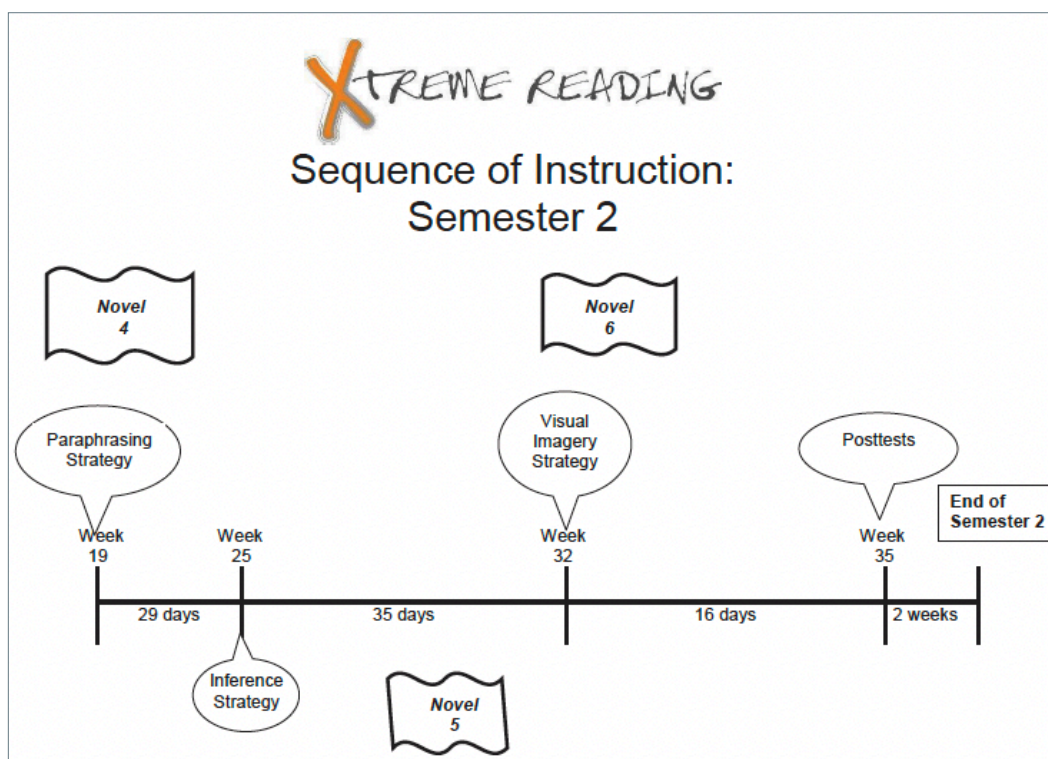 XTREME READING
Sequence of Instruction:
Semester 2
Novel
4
Novel
6
Paraphrasing
Strategy
Visual
Imagery
Strategy
Posttests
End of
Semester 2
Week
19
Week
25
Week
32
Week
35
29 days
35 days
16 days
2 weeks
Inference
Strategy
Novel
5